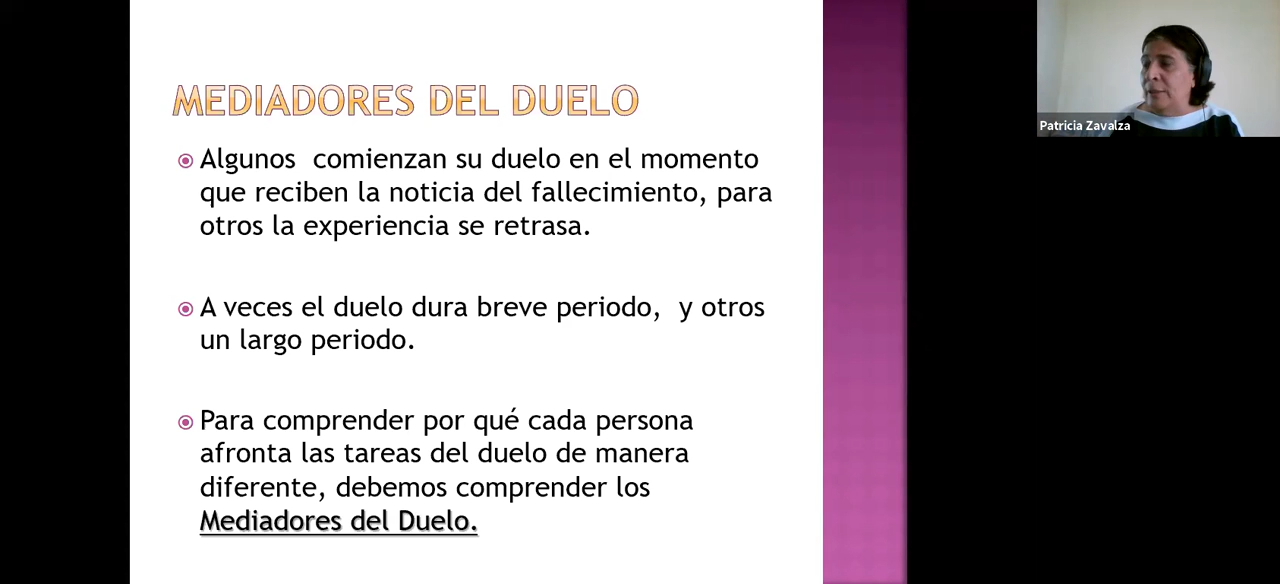 MEDIADORES DEL DUELO
Algunos  comienzan su duelo en el momento
que reciben la noticia del fallecimiento, para
otros la experiencia se retrasa.
A veces el duelo dura breve periodo,  y otros
un largo periodo.
Para comprender por qué cada persona
afronta las tareas del duelo de manera
diferente, debemos comprender los
Mediadores del Duelo.
Patricia Zavalza